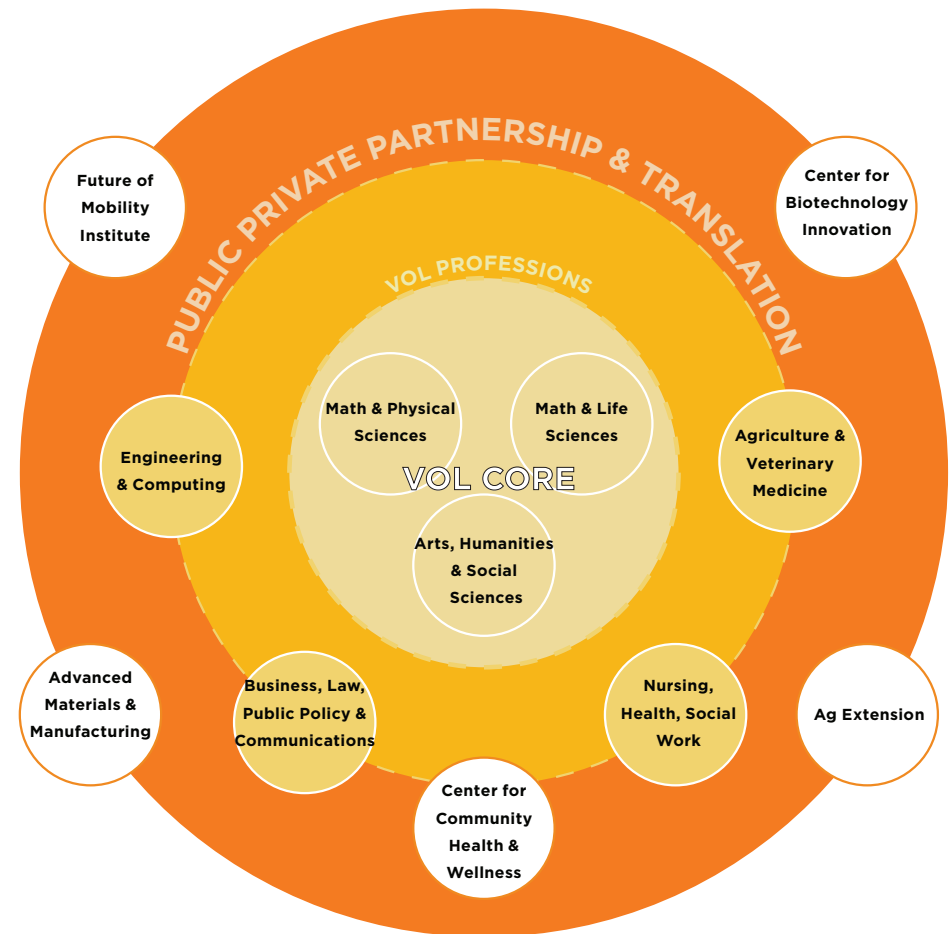 PUBLIC PRIVATE PARTNERSHIP & TRANSLATION
Future of
Mobility
Institute
Center for
Biotechnology
Innovation
VOL PROFESSIONS
Math & Physical
Sciences
Math & Life
Sciences
Engineering
& Computing
VOL CORE
Agriculture &
Veterinary
Medicine
Arts, Humanities
& Social
Sciences
Advanced
Materials &
Manufacturing
Business, Law,
Public Policy &
Communications
Nursing,
Health, Social
Work
Ag Extension
Center for
Community
Health &
Wellness